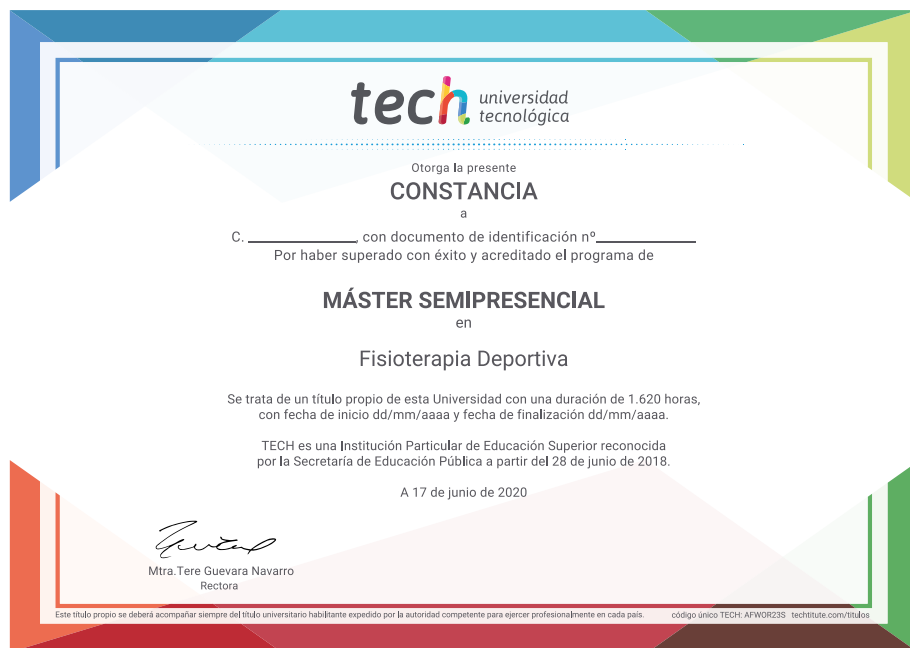 tech universidad
tecnológica
Otorga la presente
CONSTANCIA
a
C. ____________, con documento de identificación nº____________
Por haber superado con éxito y acreditado el programa de
MÁSTER SEMIPRESENCIAL
en
Fisioterapia Deportiva
Se trata de un título propio de esta Universidad con una duración de 1.620 horas,
con fecha de inicio dd/mm/aaaa y fecha de finalización dd/mm/aaaa.
TECH es una Institución Particular de Educación Superior reconocida
por la Secretaría de Educación Pública a partir del 28 de junio de 2018.
A 17 de junio de 2020
Mtra.Tere Guevara Navarro
Rectora
Este título propio se deberá acompañar siempre del título universitario habilitante expedido por la autoridad competente para ejercer profesionalmente en cada país. código único TECH: AFWOR23S techtitute.com/titulos